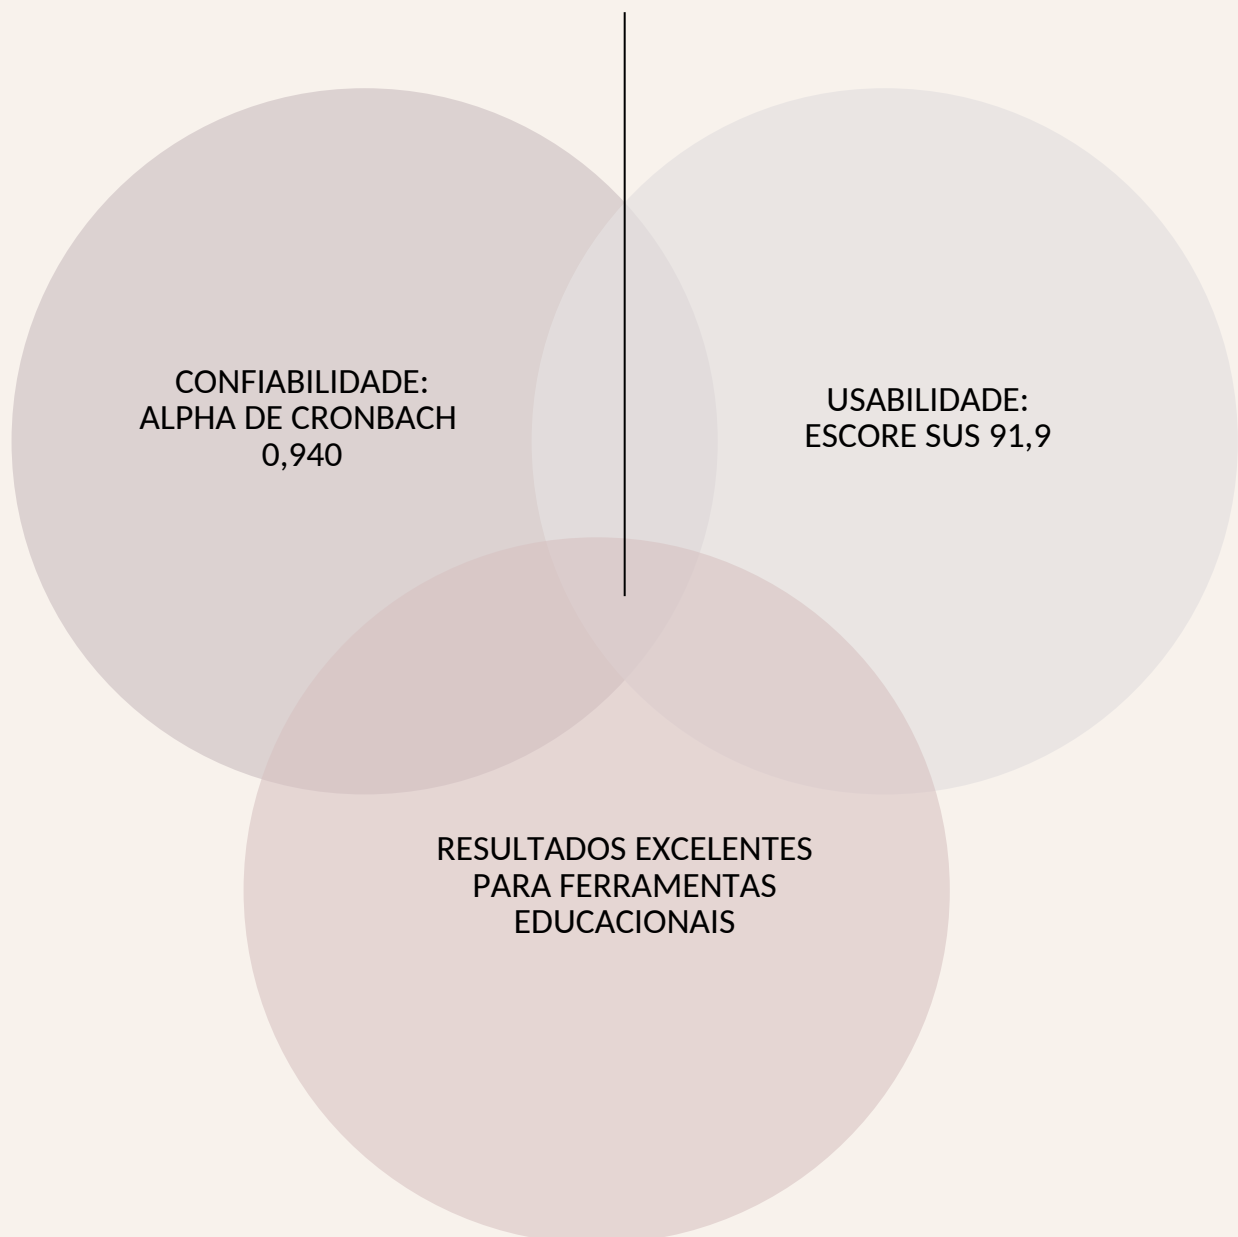 CONFIABILIDADE:
ALPHA DE CRONBACH
0,940
USABILIDADE:
ESCORE SUS 91,9
RESULTADOS EXCELENTES
PARA FERRAMENTAS
EDUCACIONAIS